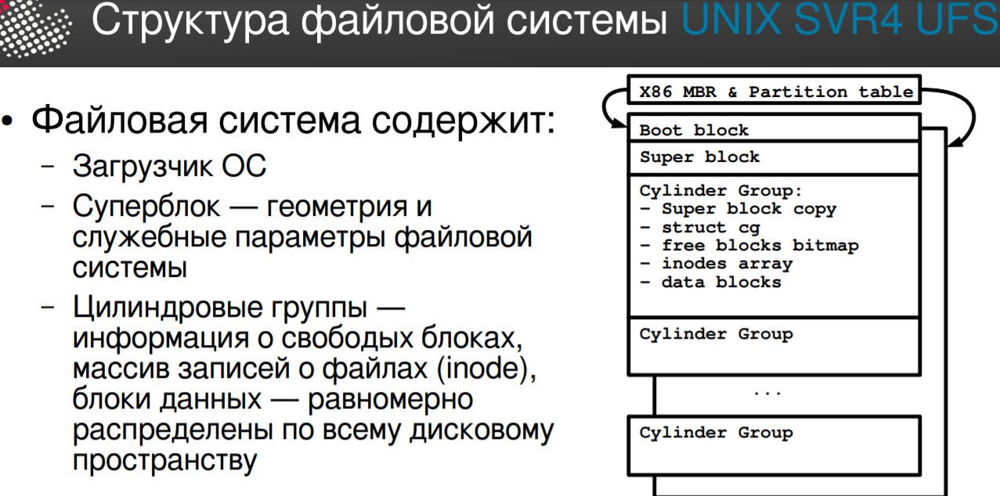 Структура файловой системы UNIX SVR4 UFS
• Файловая система содержит:
– Загрузчик ОС
– Суперблок — геометрия и
служебные параметры файловой
системы
– Цилиндровые группы —
информация о свободых блоках,
массив записей о файлах (inode),
блоки данных — равномерно
распределены по всему дисковому
пространству
X86 MBR & Partition table
Boot block
Super block
Cylinder Group:
– Super block copy
– struct cg
– free blocks bitmap
– inodes array
– data blocks
Cylinder Group
...
Cylinder Group